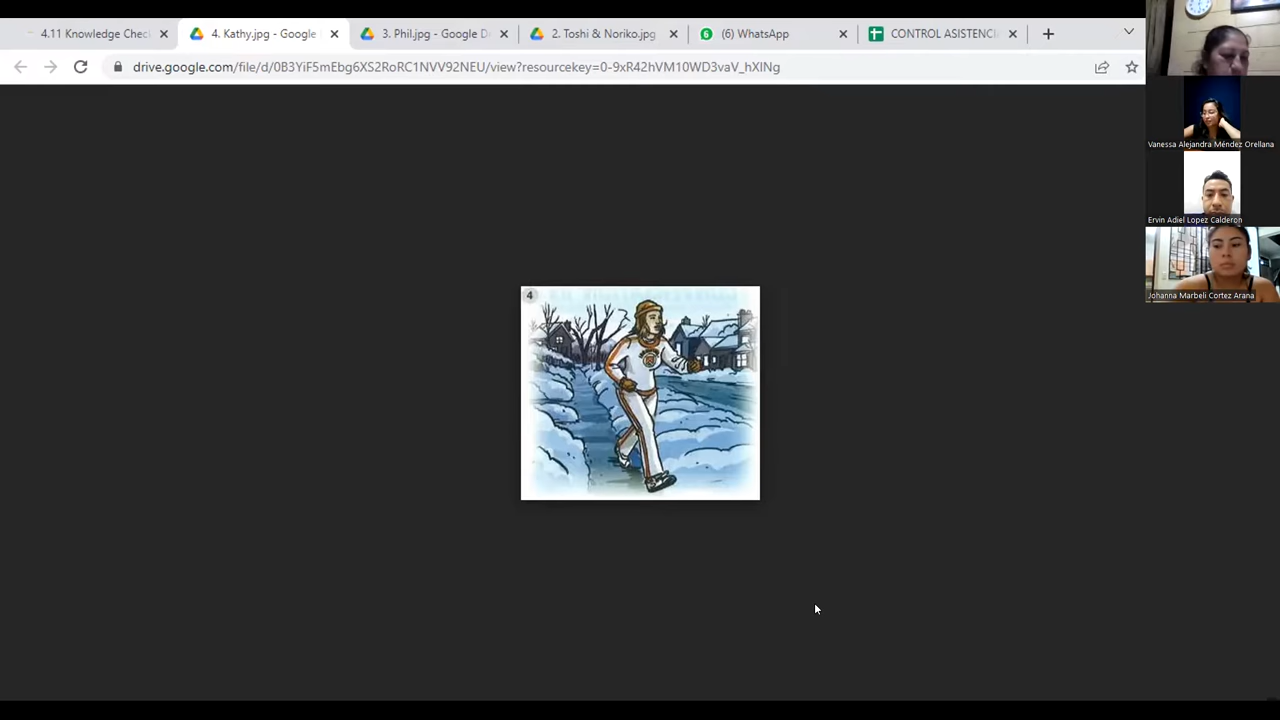 4.11 Knowledge Chec
4. Kathy.jpg - Google
3. Phil.jpg - Google D
2. Toshi & Noriko.jpg
6
(6) WhatsApp
CONTROL ASISTENCI
drive.google.com/file/d/0B3YiF5mEbg6XS2RoRC1NVV92NEU/view?resourcekey=0-9xR42hVM10WD3vaV_hXINg
4
Vanessa Alejandra Méndez Orellana
Ervin Adiel Lopez Calderon
Johanna Marbeli Cortez Arana